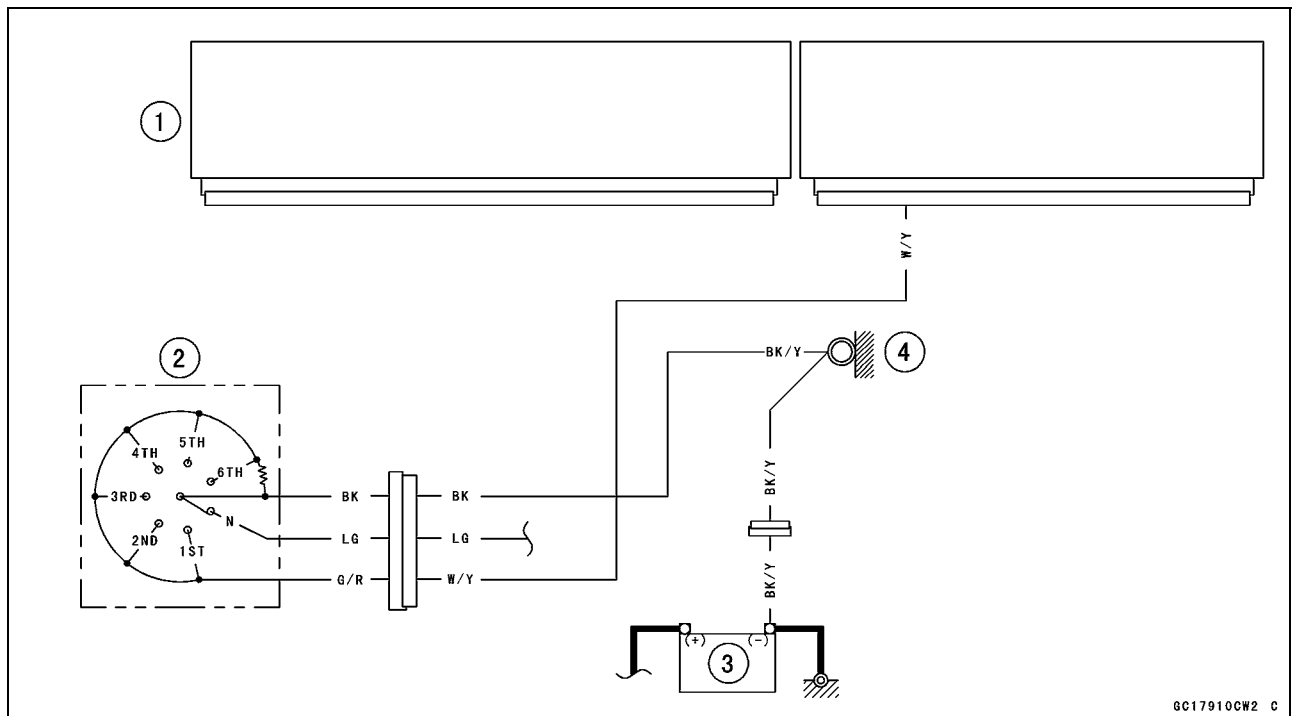 1
W/Y
2
BK/Y
4
5TH
4TH
6TH
BK/Y
3RD
BK
BK
N
LG
LG
2ND
1ST
G/R
W/Y
BK/Y
(+)
(-)
3
GC17910CW2 C